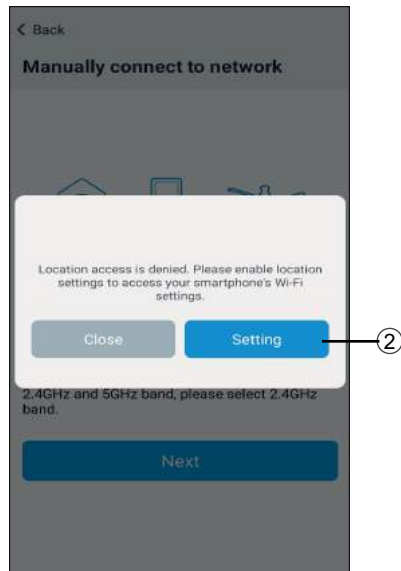 < Back
Manually connect to network
Location access is denied. Please enable location
settings to access your smartphone's Wi-Fi
settings.
Close
Setting
②
2.4GHz and 5GHz band, please select 2.4GHz
band.
Next